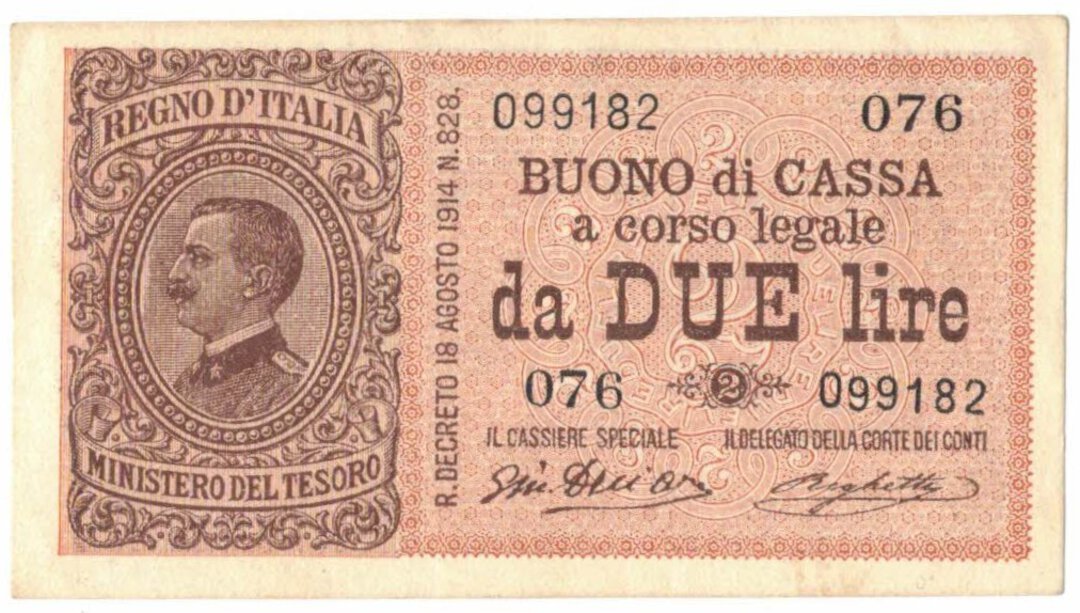 REGNO D'ITALIA
MINISTERO DEL TESORO
R. DECRETO 18 AGOSTO 1914 N. 828.
099182 076
BUONO di CASSA
a corso legale
da DUE lire
076 2 099182
IL CASSIERE SPECIALE IL DELEGATO DELLA CORTE DEI CONTI
Righetti